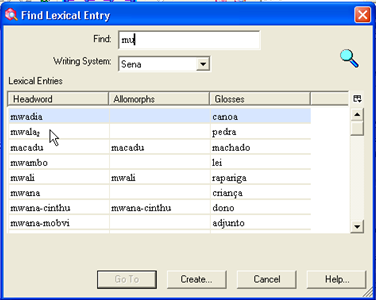 Find Lexical Entry
Find: mu
Writing System: Sena
Lexical Entries
Headword Allomorphs Glosses
mwadia canoa
mwala₂ pedra
macadu macadu machado
mwambo lei
mwali mwali rapariga
mwana criança
mwana-cinthu mwana-cinthu dono
mwana-mobvi adjunto
Go To Create... Cancel Help...